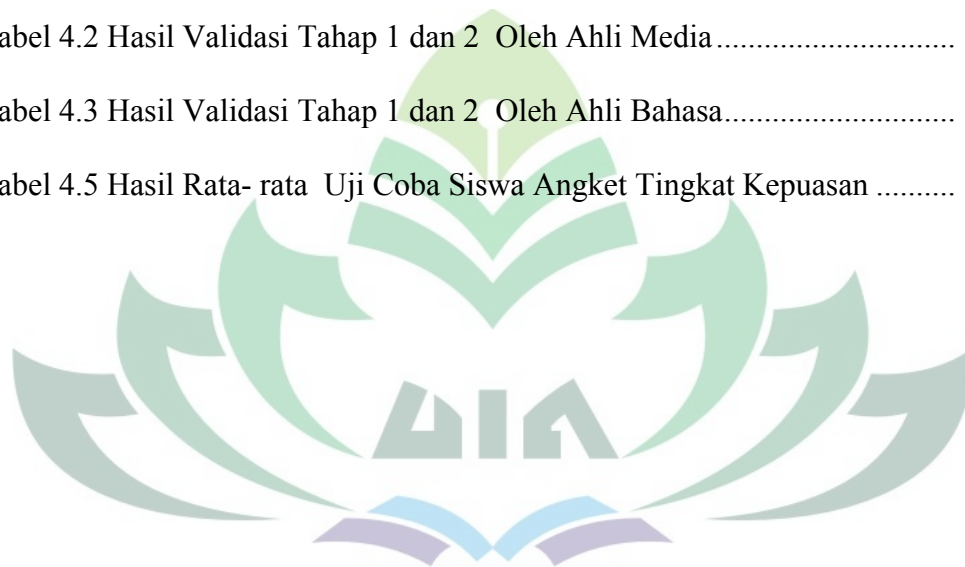 abel 4.2 Hasil Validasi Tahap 1 dan 2  Oleh Ahli Media.............................
abel 4.3 Hasil Validasi Tahap 1 dan 2  Oleh Ahli Bahasa............................
abel 4.5 Hasil Rata- rata  Uji Coba Siswa Angket Tingkat Kepuasan ..........
UIN